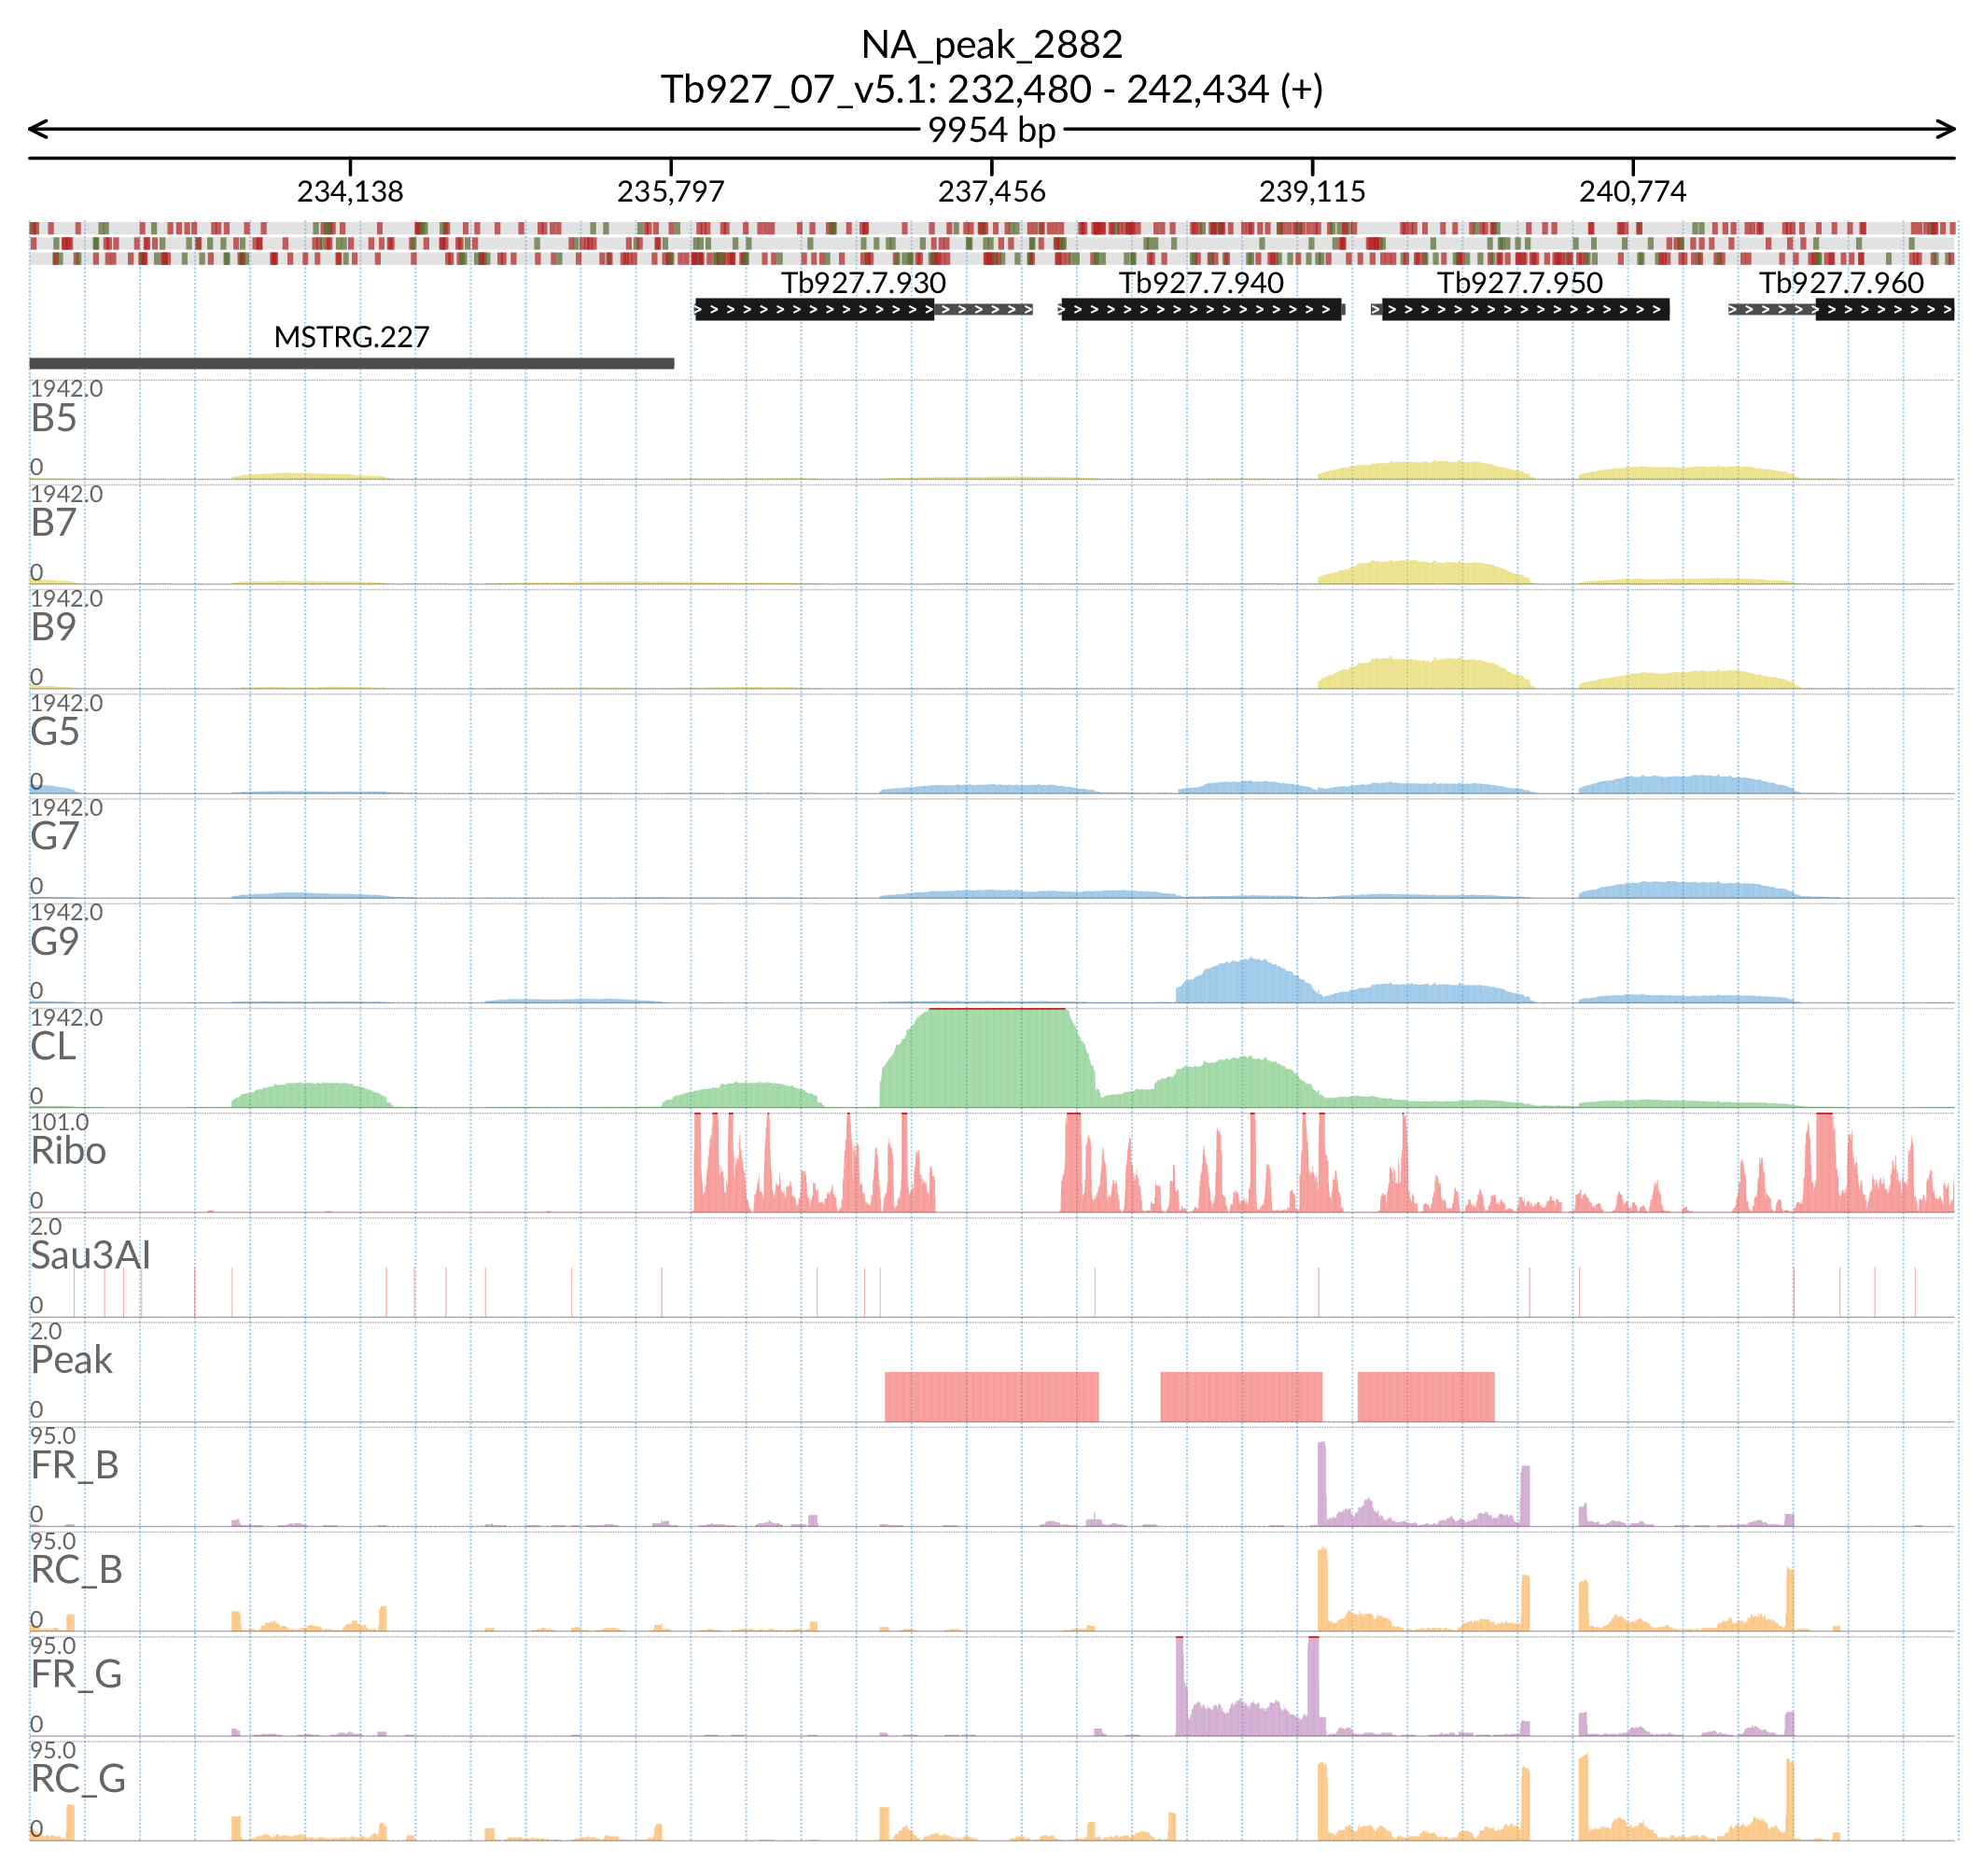 NA_peak_2882
Tb927_07_v5.1: 232,480 - 242,434 (+)
9954 bp
234,138 235,797 237,456 239,115 240,774
Tb927.7.930 Tb927.7.940 Tb927.7.950 Tb927.7.960
MSTRG.227
1942.0
B5
0
1942.0
B7
0
1942.0
B9
0
1942.0
G5
0
1942.0
G7
0
1942.0
G9
0
1942.0
CL
0
101.0
Ribo
0
2.0
Sau3AI
0
2.0
Peak
0
95.0
FR_B
0
95.0
RC_B
0
95.0
FR_G
0
95.0
RC_G
0